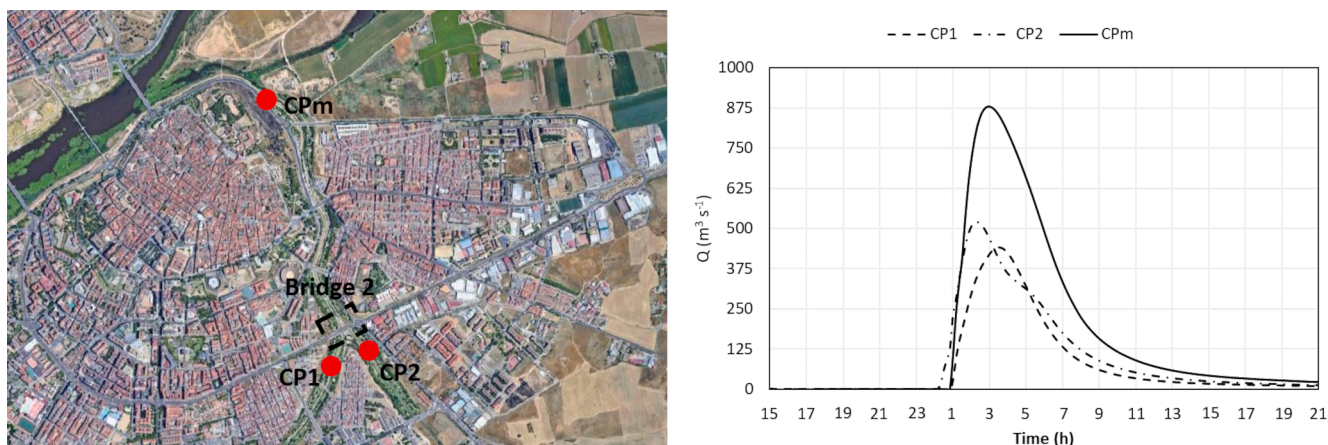 CPm
Bridge 2
CP1
CP2
CP1 CP2 CPm
1000
875
750
625
500
375
250
125
0
Q (m³ s⁻¹)
15 17 19 21 23 1 3 5 7 9 11 13 15 17 19 21
Time (h)